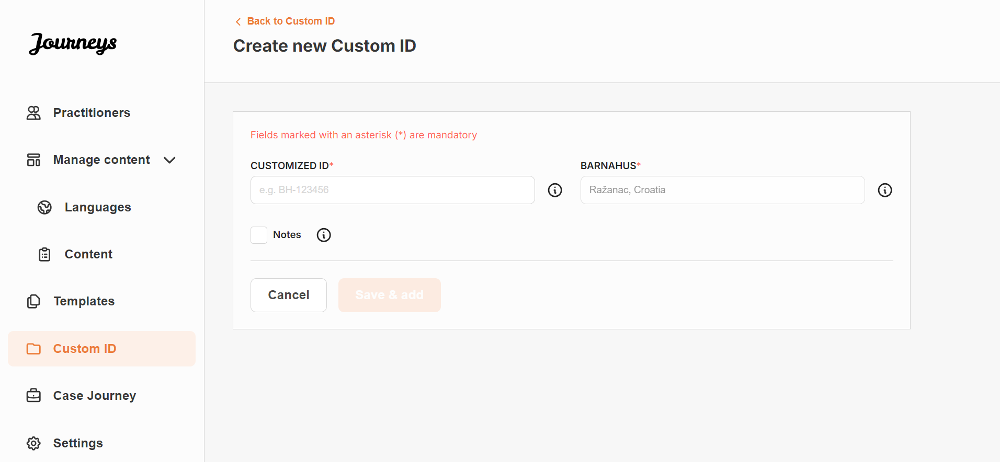 Journeys
Practitioners
Manage content
Languages
Content
Templates
Custom ID
Case Journey
Settings
Back to Custom ID
Create new Custom ID
Fields marked with an asterisk (*) are mandatory
CUSTOMIZED ID*
e.g. BH-123456
BARNAHUS*
Ražanac, Croatia
Notes
Cancel
Save & add